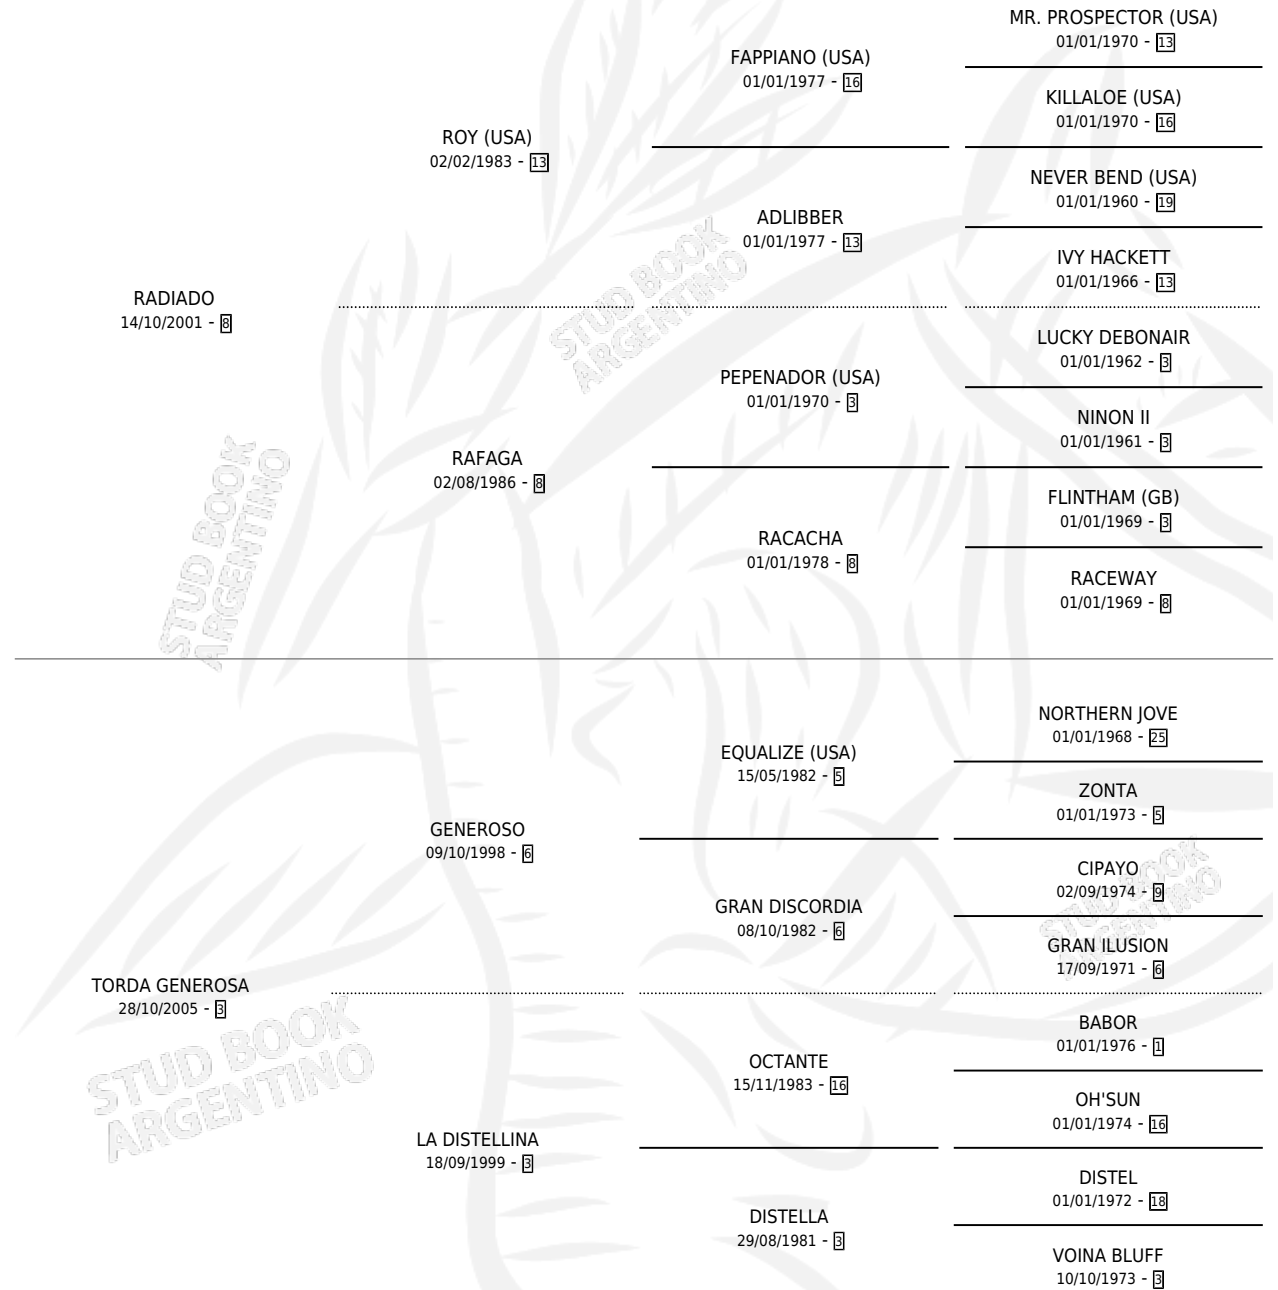 MR. PROSPECTOR (USA)
01/01/1970 - 13
FAPPIANO (USA)
01/01/1977 - 16
KILLALOE (USA)
01/01/1970 - 16
ROY (USA)
02/02/1983 - 13
NEVER BEND (USA)
01/01/1960 - 19
ADLIBBER
01/01/1977 - 13
IVY HACKETT
01/01/1966 - 13
RADIADO
14/10/2001 - 8
LUCKY DEBONAIR
01/01/1962 - 3
PEPENADOR (USA)
01/01/1970 - 3
NINON II
01/01/1961 - 3
RAFAGA
02/08/1986 - 8
FLINTHAM (GB)
01/01/1969 - 3
RACACHA
01/01/1978 - 8
RACEWAY
01/01/1969 - 8
STUD BOOK
ARGENTINO
STUD BOOK
ARGENTINO
NORTHERN JOVE
01/01/1968 - 25
EQUALIZE (USA)
15/05/1982 - 5
ZONTA
01/01/1973 - 5
GENEROSO
09/10/1998 - 6
CIPAYO
02/09/1974 - 9
GRAN DISCORDIA
08/10/1982 - 6
GRAN ILUSION
17/09/1971 - 6
TORDA GENEROSA
28/10/2005 - 3
BABOR
01/01/1976 - 1
OCTANTE
15/11/1983 - 16
OH'SUN
01/01/1974 - 16
LA DISTELLINA
18/09/1999 - 3
DISTEL
01/01/1972 - 18
DISTELLA
29/08/1981 - 3
VOINA BLUFF
10/10/1973 - 3
STUD BOOK
ARGENTINO
STUD BOOK
ARGENTINO